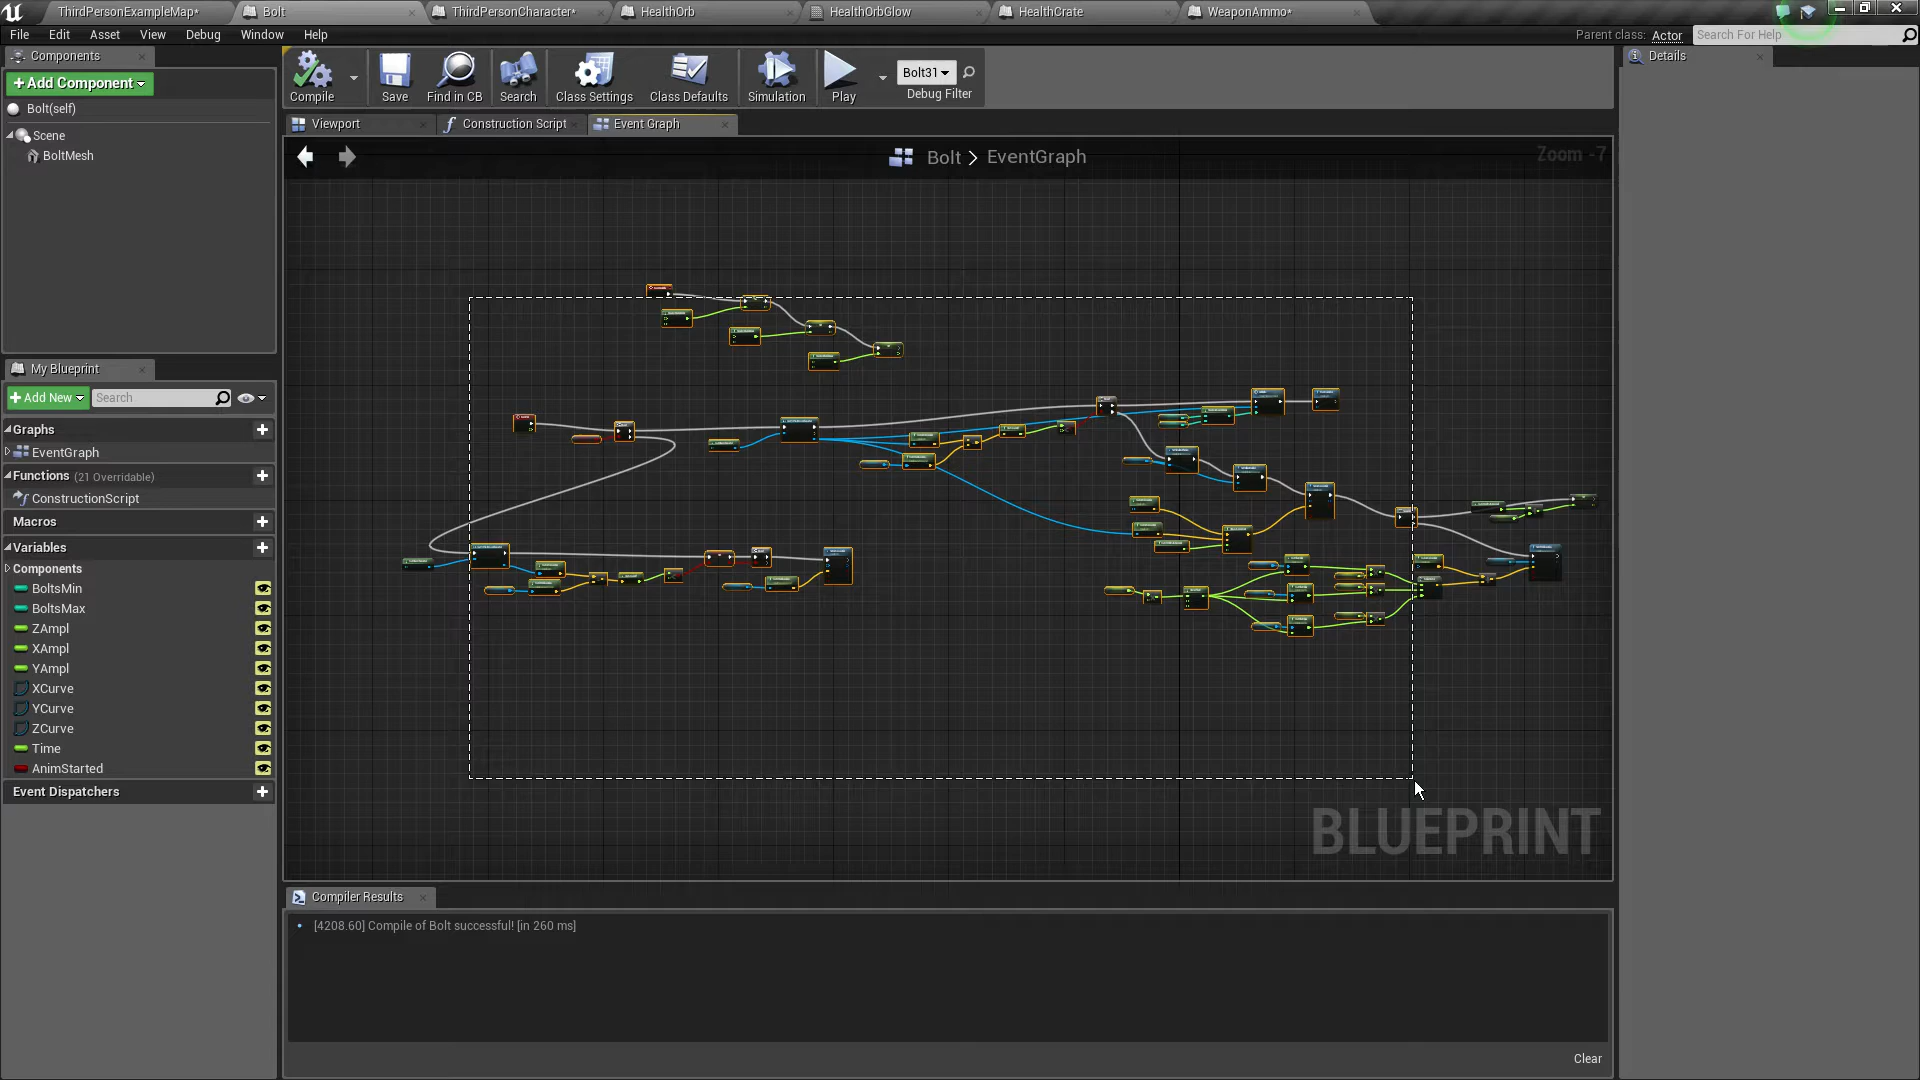 ThirdPersonExampleMap*
Bolt
ThirdPersonCharacter*
HealthOrb
HealthOrbGlow
HealthCrate
WeaponAmmo*
File Edit Asset View Debug Window Help
Parent class: Actor
Search For Help
Components
+Add Component
Bolt(self)
Scene
BoltMesh
Compile
Save
Find in CB
Search
Class Settings
Class Defaults
Simulation
Play
Bolt31
Debug Filter
Details
Viewport
Construction Script
Event Graph
Bolt > EventGraph
Zoom -7
My Blueprint
+Add New
Search
Graphs
EventGraph
Functions (21 Overridable)
ConstructionScript
Macros
Variables
Components
BoltsMin
BoltsMax
ZAmpl
XAmpl
YAmpl
XCurve
YCurve
ZCurve
Time
AnimStarted
Event Dispatchers
BLUEPRINT
Compiler Results
[4208.60] Compile of Bolt successful! [in 260 ms]
Clear